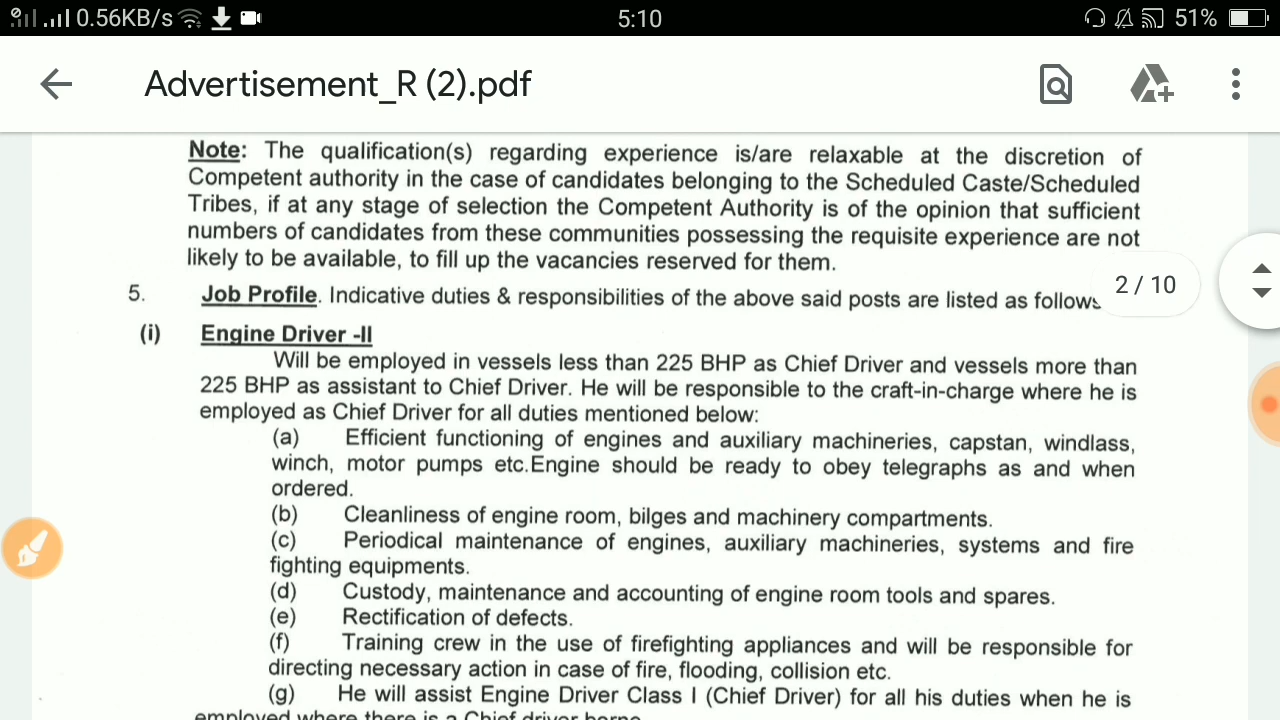 0.56KB/s 5:10 51%
Advertisement_R (2).pdf
Note: The qualification(s) regarding experience is/are relaxable at the discretion of
Competent authority in the case of candidates belonging to the Scheduled Caste/Scheduled
Tribes, if at any stage of selection the Competent Authority is of the opinion that sufficient
numbers of candidates from these communities possessing the requisite experience are not
likely to be available, to fill up the vacancies reserved for them.
5. Job Profile. Indicative duties & responsibilities of the above said posts are listed as follows
2 / 10
(i) Engine Driver -II
Will be employed in vessels less than 225 BHP as Chief Driver and vessels more than
225 BHP as assistant to Chief Driver. He will be responsible to the craft-in-charge where he is
employed as Chief Driver for all duties mentioned below:
(a) Efficient functioning of engines and auxiliary machineries, capstan, windlass,
winch, motor pumps etc.Engine should be ready to obey telegraphs as and when
ordered.
(b) Cleanliness of engine room, bilges and machinery compartments.
(c) Periodical maintenance of engines, auxiliary machineries, systems and fire
fighting equipments.
(d) Custody, maintenance and accounting of engine room tools and spares.
(e) Rectification of defects.
(f) Training crew in the use of firefighting appliances and will be responsible for
directing necessary action in case of fire, flooding, collision etc.
(g) He will assist Engine Driver Class I (Chief Driver) for all his duties when he is
employed where there is a Chief driver borne